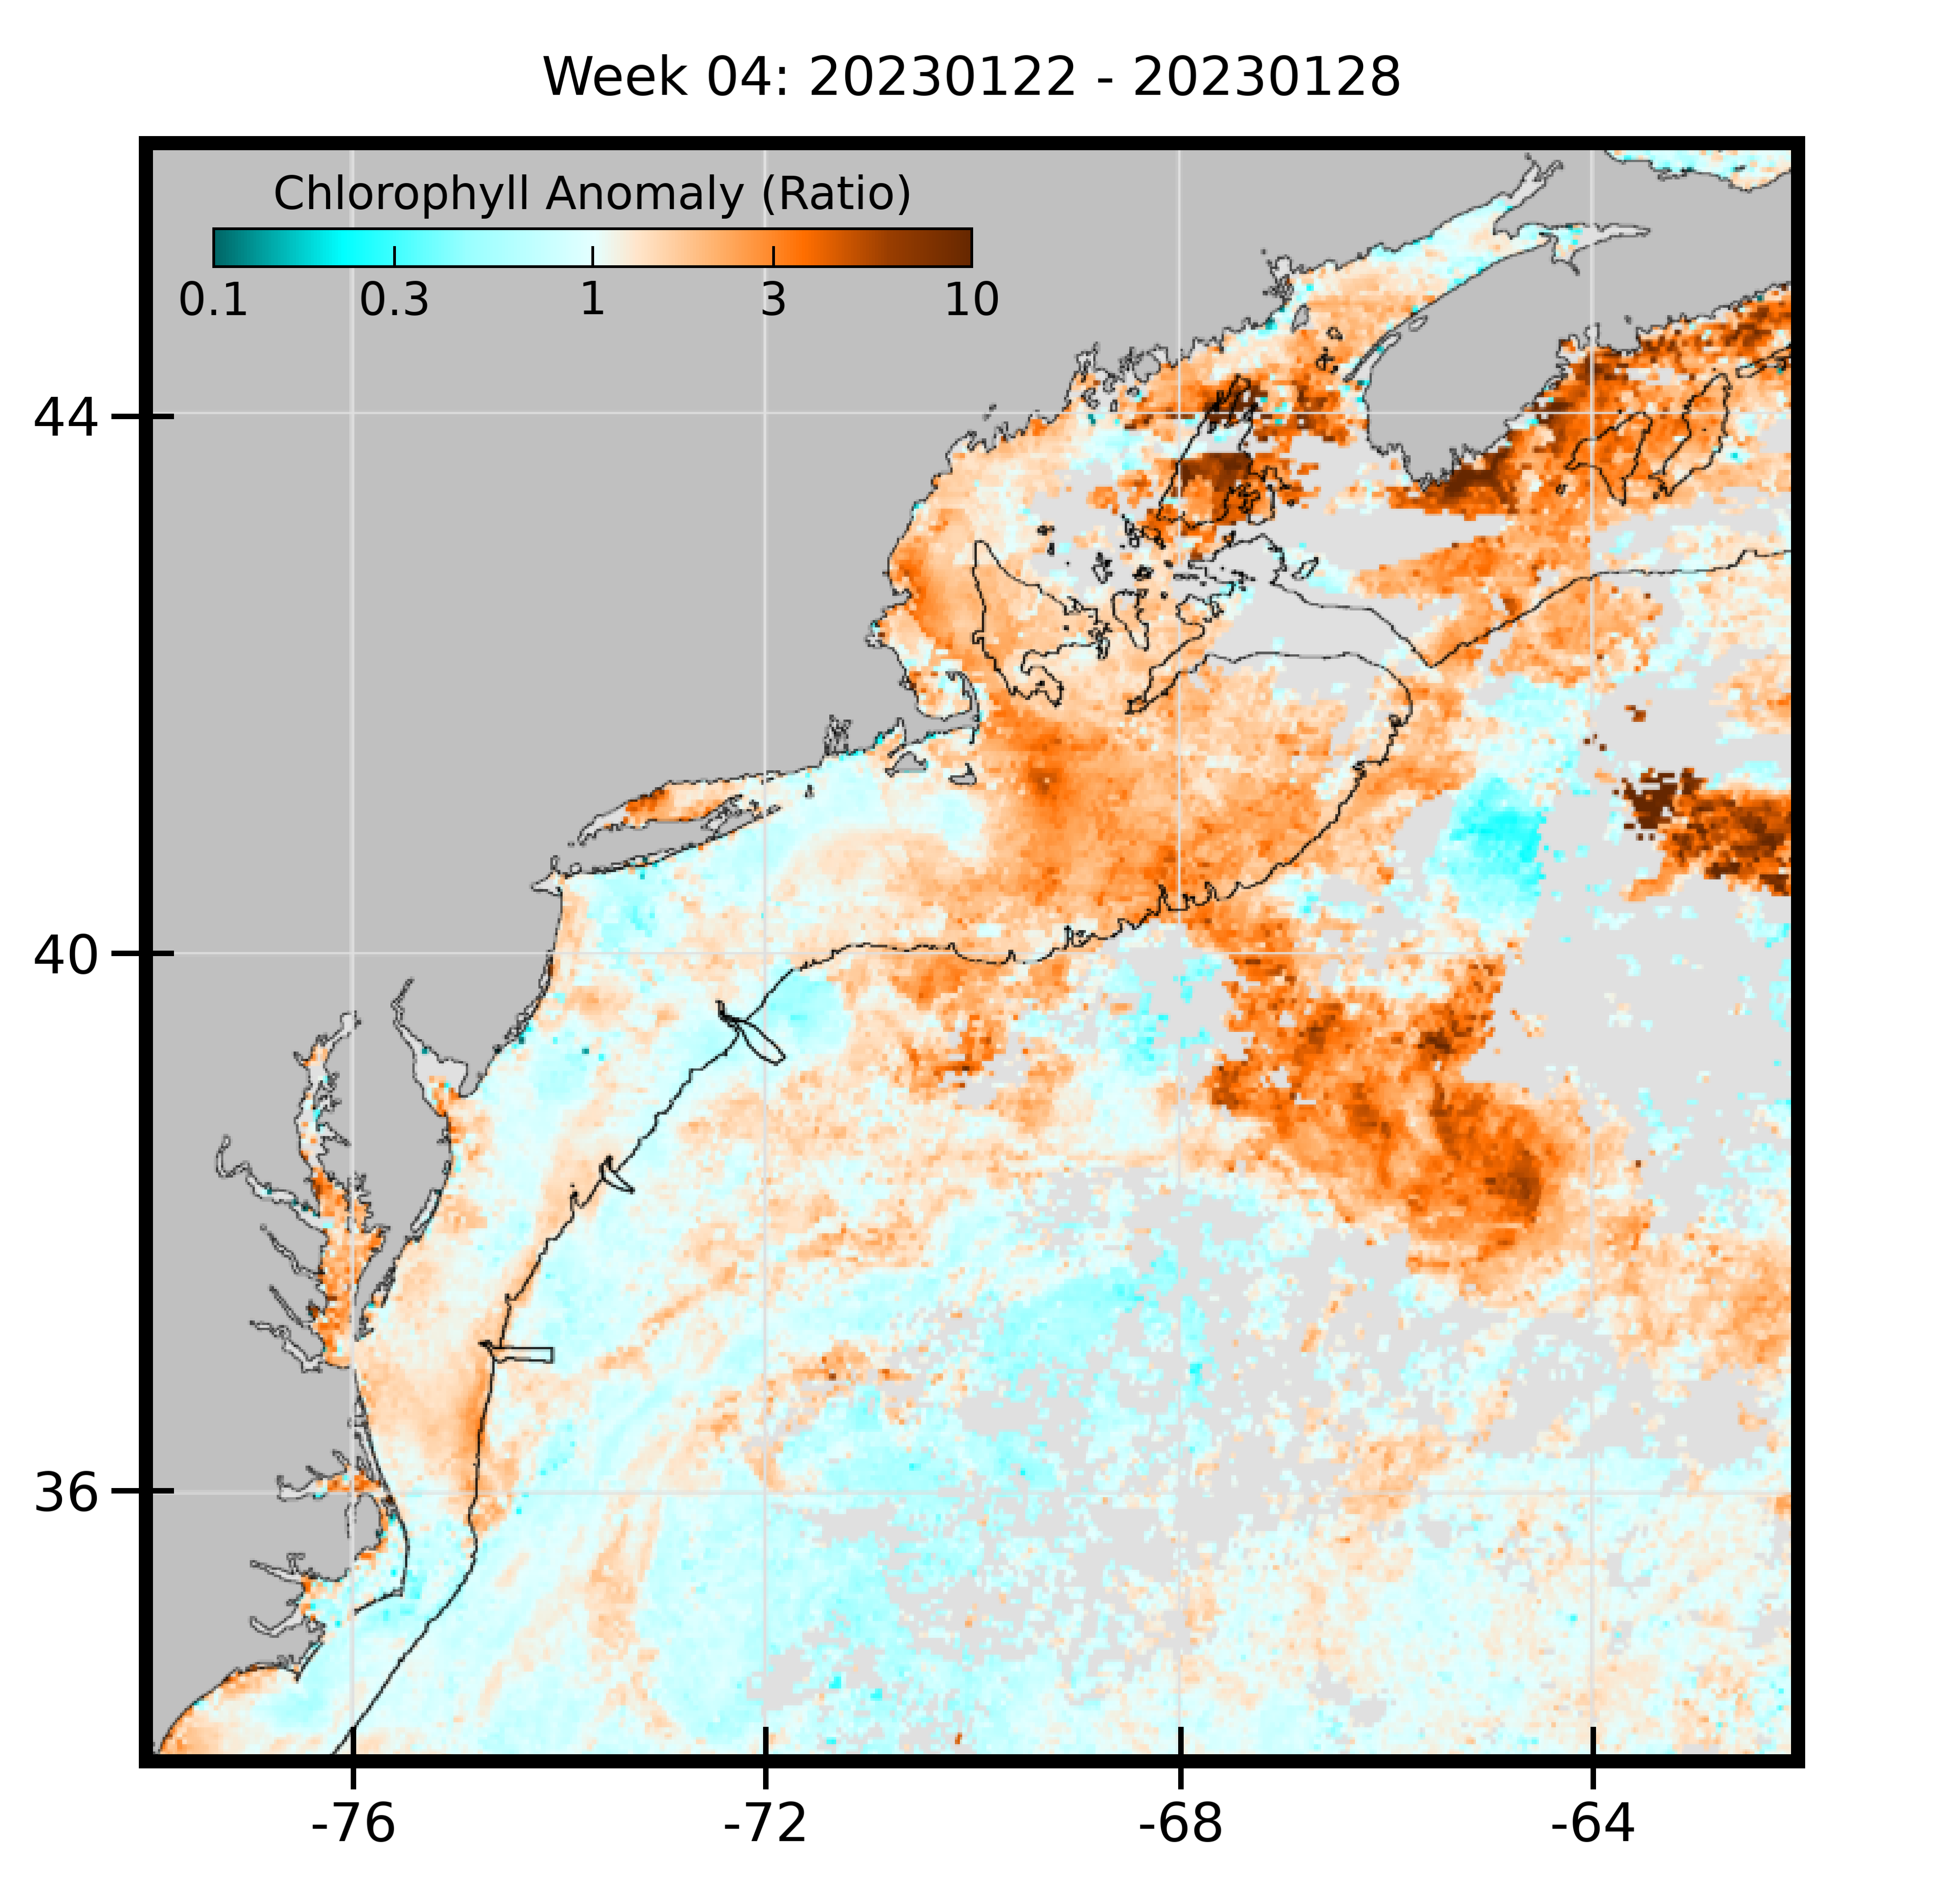 Week 04: 20230122 - 20230128
Chlorophyll Anomaly (Ratio)
0.1 0.3 1 3 10
44
40
36
-76 -72 -68 -64